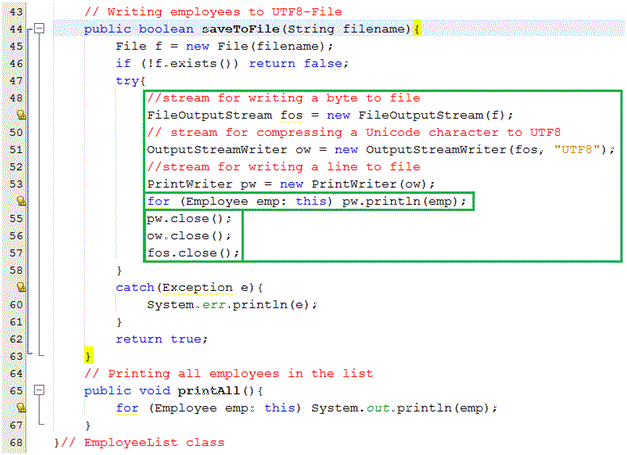 43 // Writing employees to UTF8-File
44 public boolean saveToFile(String filename){
45 File f = new File(filename);
46 if (!f.exists()) return false;
47 try{
48 //stream for writing a byte to file
FileOutputStream fos = new FileOutputStream(f);
50 // stream for compressing a Unicode character to UTF8
51 OutputStreamWriter ow = new OutputStreamWriter(fos, "UTF8");
52 //stream for writing a line to file
53 PrintWriter pw = new PrintWriter(ow);
for (Employee emp: this) pw.println(emp);
55 pw.close();
56 ow.close();
57 fos.close();
58 }
catch(Exception e){
60 System.err.println(e);
61 }
62 return true;
63 }
64 // Printing all employees in the list
65 public void printAll(){
for (Employee emp: this) System.out.println(emp);
67 }
68 }// EmployeeList class